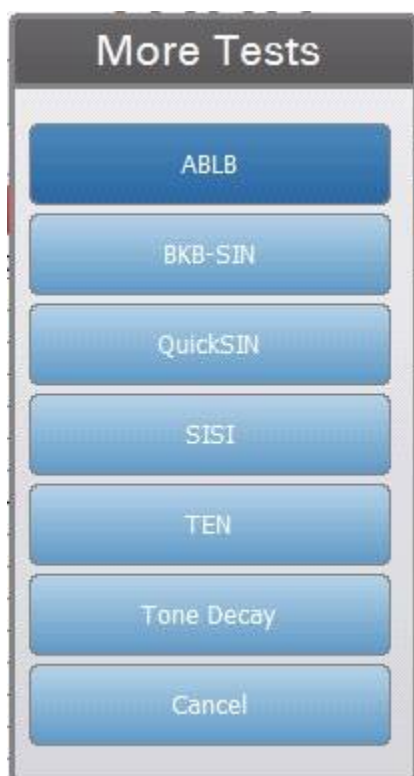 More Tests
ABLB
BKB-SIN
QuickSIN
SISI
TEN
Tone Decay
Cancel